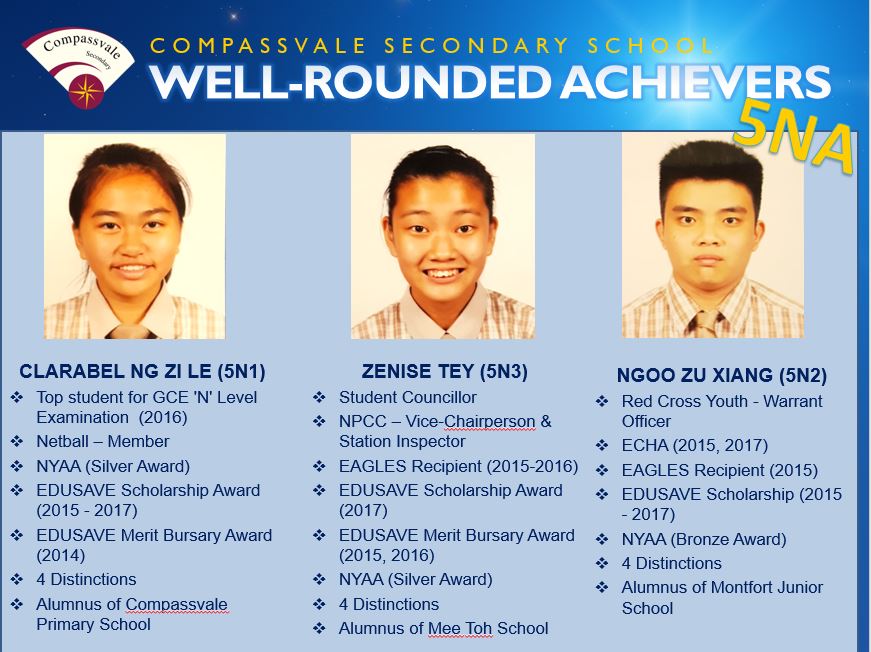 Compassvale
Secondary
COMPASSVALE SECONDARY SCHOOL
WELL-ROUNDED ACHIEVERS
5NA
CLARABEL NG ZI LE (5N1)
❖ Top student for GCE 'N' Level
Examination (2016)
❖ Netball – Member
❖ NYAA (Silver Award)
❖ EDUSAVE Scholarship Award
(2015 - 2017)
❖ EDUSAVE Merit Bursary Award
(2014)
❖ 4 Distinctions
❖ Alumnus of Compassvale
Primary School
ZENISE TEY (5N3)
❖ Student Councillor
❖ NPCC – Vice-Chairperson &
Station Inspector
❖ EAGLES Recipient (2015-2016)
❖ EDUSAVE Scholarship Award
(2017)
❖ EDUSAVE Merit Bursary Award
(2015, 2016)
❖ NYAA (Silver Award)
❖ 4 Distinctions
❖ Alumnus of Mee Toh School
NGOO ZU XIANG (5N2)
❖ Red Cross Youth - Warrant
Officer
❖ ECHA (2015, 2017)
❖ EAGLES Recipient (2015)
❖ EDUSAVE Scholarship (2015
- 2017)
❖ NYAA (Bronze Award)
❖ 4 Distinctions
❖ Alumnus of Montfort Junior
School